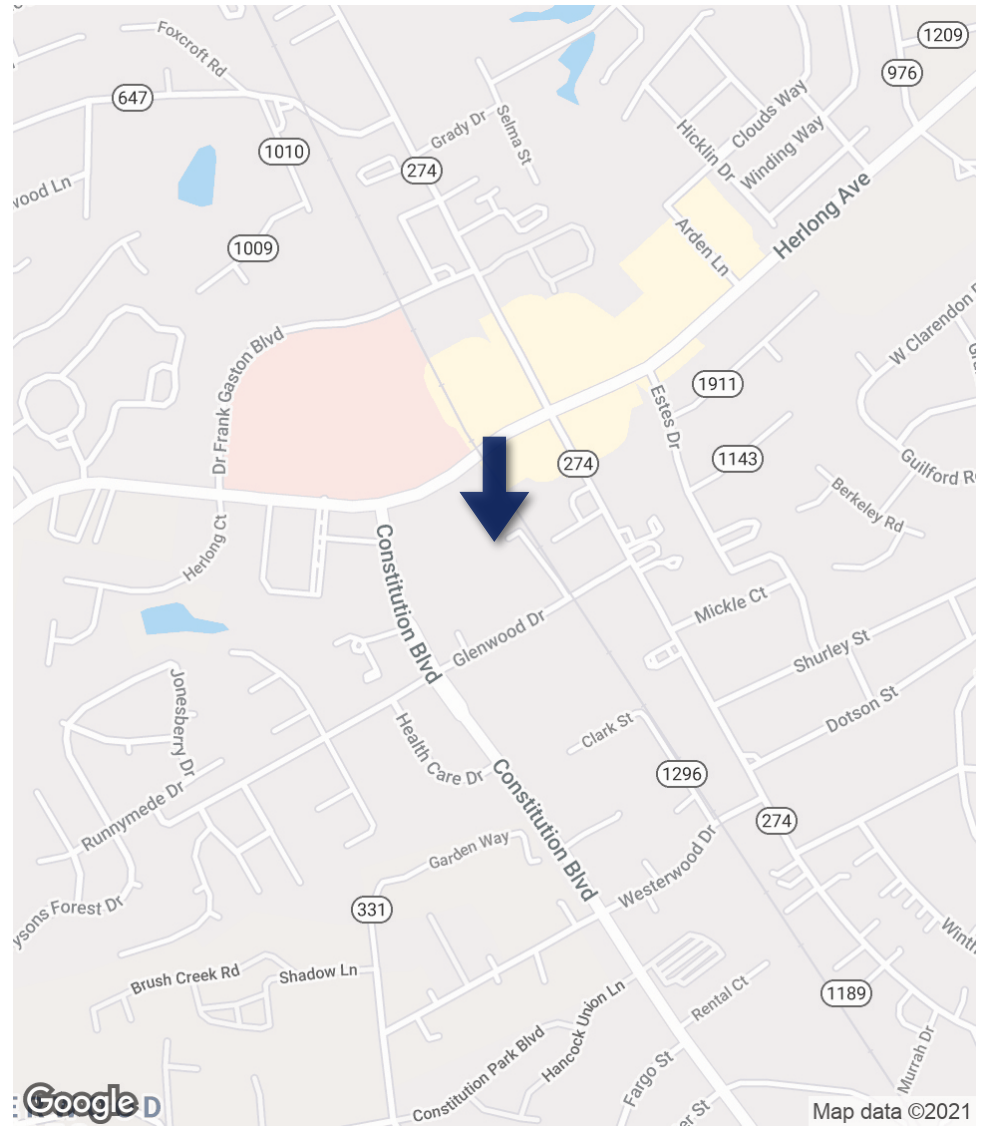 1209
Foxcroft Rd
976
647
Clouds Way
Selma St
Grady Dr
Hicklin Dr
1010
Winding Way
274
wood Ln
Herlong Ave
Arden Ln
1009
W Clarendon
Dr Frank Gaston Blvd
1911
Estes Dr
274
1143
Guilford R
Berkeley Rd
Herlong Ct
Constitution Blvd
Mickle Ct
Glenwood Dr
Shurley St
Jonesberry Dr
Dotson St
Health Care Dr
Clark St
1296
Constitution Blvd
Runnymede Dr
274
Garden Way
Westerwood Dr
331
ysons Forest Dr
Winth
Brush Creek Rd
Shadow Ln
1189
Hancock Union Ln
Rental Ct
Constitution Park Blvd
Fargo St
Murrah Dr
er St
Google
D
Map data ©2021